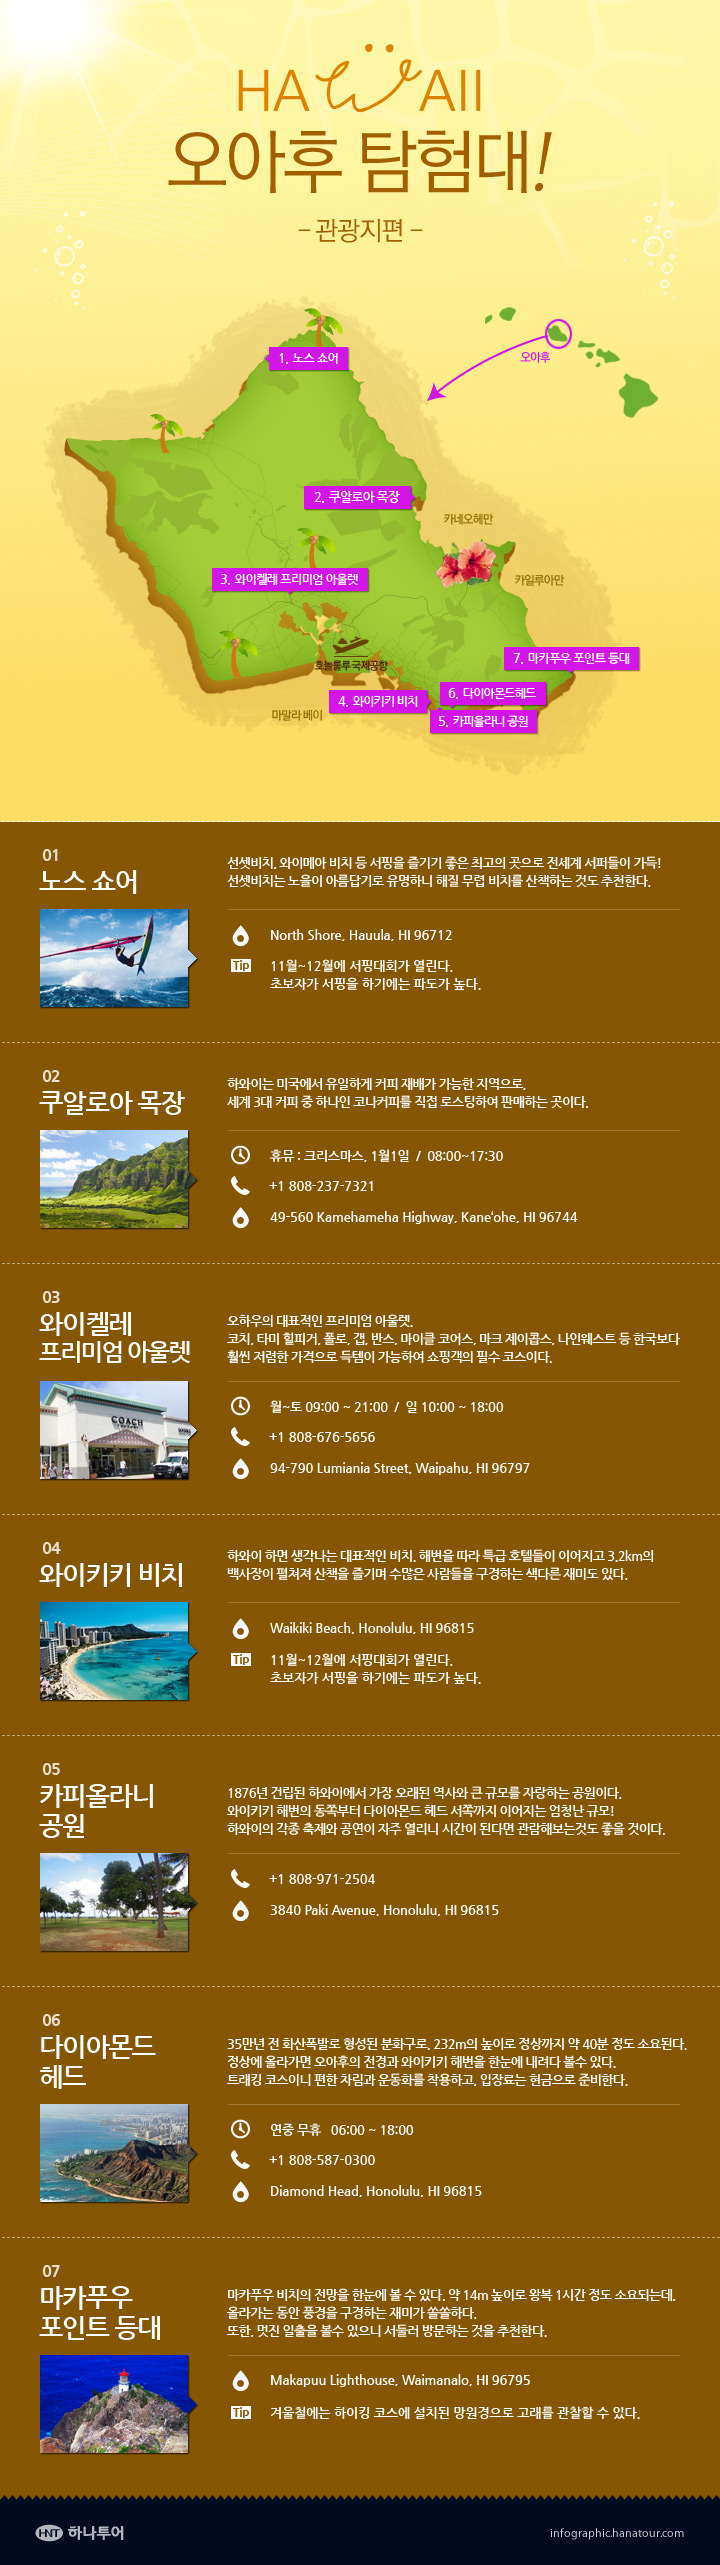 HAWAII
오아후 탐험대!
- 관광지편 -
오아후
1. 노스 쇼어
2. 쿠알로아 목장
카네오헤만
카일루아만
3. 와이켈레 프리미엄 아울렛
호놀룰루국제공항
7. 마카푸우 포인트 등대
6. 다이아몬드헤드
4. 와이키키 비치
마말라 베이
5. 카피울라니 공원
01
노스 쇼어
선셋비치, 와이메아 비치 등 서핑을 즐기기 좋은 최고의 곳으로 전세계 서퍼들이 가득!
선셋비치는 노을이 아름답기로 유명하니 해질 무렵 비치를 산책하는 것도 추천한다.
North Shore, Hauula, HI 96712
Tip 11월~12월에 서핑대회가 열린다.
초보자가 서핑을 하기에는 파도가 높다.
02
쿠알로아 목장
하와이는 미국에서 유일하게 커피 재배가 가능한 지역으로,
세계 3대 커피 중 하나인 코나커피를 직접 로스팅하여 판매하는 곳이다.
휴뮤 : 크리스마스, 1월1일 / 08:00~17:30
+1 808-237-7321
49-560 Kamehameha Highway, Kane‘ohe, HI 96744
03
와이켈레
프리미엄 아울렛
오하우의 대표적인 프리미엄 아울렛.
코치, 타미 힐피거, 폴로, 갭, 반스, 마이클 코어스, 마크 제이콥스, 나인웨스트 등 한국보다
훨씬 저렴한 가격으로 득템이 가능하여 쇼핑객의 필수 코스이다.
COACH
월~토 09:00 ~ 21:00 / 일 10:00 ~ 18:00
+1 808-676-5656
94-790 Lumiania Street, Waipahu, HI 96797
04
와이키키 비치
하와이 하면 생각나는 대표적인 비치. 해변을 따라 특급 호텔들이 이어지고 3.2km의
백사장이 펼쳐져 산책을 즐기며 수많은 사람들을 구경하는 색다른 재미도 있다.
Waikiki Beach, Honolulu, HI 96815
Tip 11월~12월에 서핑대회가 열린다.
초보자가 서핑을 하기에는 파도가 높다.
05
카피올라니
공원
1876년 건립된 하와이에서 가장 오래된 역사와 큰 규모를 자랑하는 공원이다.
와이키키 해변의 동쪽부터 다이아몬드 헤드 서쪽까지 이어지는 엄청난 규모!
하와이의 각종 축제와 공연이 자주 열리니 시간이 된다면 관람해보는것도 좋을 것이다.
+1 808-971-2504
3840 Paki Avenue, Honolulu, HI 96815
06
다이아몬드
헤드
35만년 전 화산폭발로 형성된 분화구로, 232m의 높이로 정상까지 약 40분 정도 소요된다.
정상에 올라가면 오아후의 전경과 와이키키 해변을 한눈에 내려다 볼수 있다.
트래킹 코스이니 편한 차림과 운동화를 착용하고, 입장료는 현금으로 준비한다.
연중 무휴 06:00 ~ 18:00
+1 808-587-0300
Diamond Head, Honolulu, HI 96815
07
마카푸우
포인트 등대
마카푸우 비치의 전망을 한눈에 볼 수 있다. 약 14m 높이로 왕복 1시간 정도 소요되는데,
올라가는 동안 풍경을 구경하는 재미가 쏠쏠하다.
또한, 멋진 일출을 볼수 있으니 서둘러 방문하는 것을 추천한다.
Makapuu Lighthouse, Waimanalo, HI 96795
Tip 겨울철에는 하이킹 코스에 설치된 망원경으로 고래를 관찰할 수 있다.
HNT 하나투어
infographic.hanatour.com